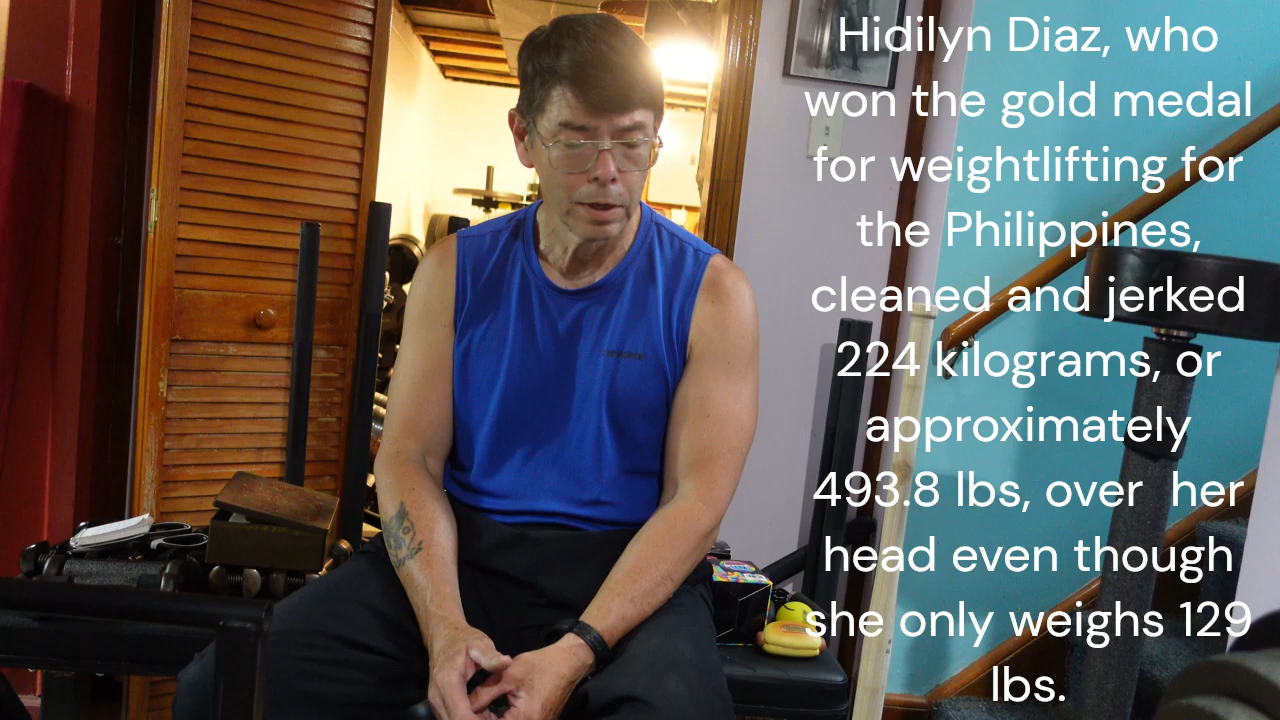 Hidilyn Diaz, who
won the gold medal
for weightlifting for
the Philippines,
cleaned and jerked
224 kilograms, or
approximately
493.8 lbs, over  her
head even though
she only weighs 129
lbs.